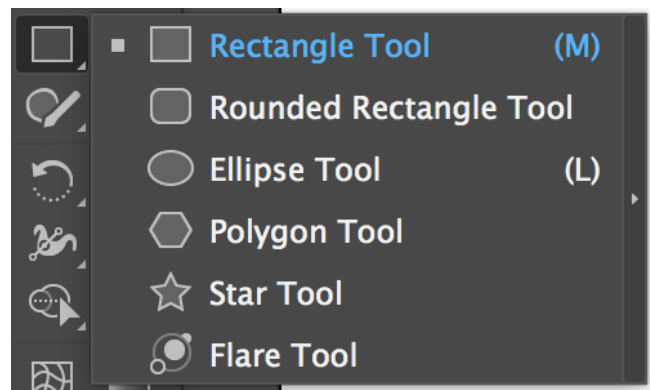 Rectangle Tool (M)
Rounded Rectangle Tool
Ellipse Tool (L)
Polygon Tool
Star Tool
Flare Tool